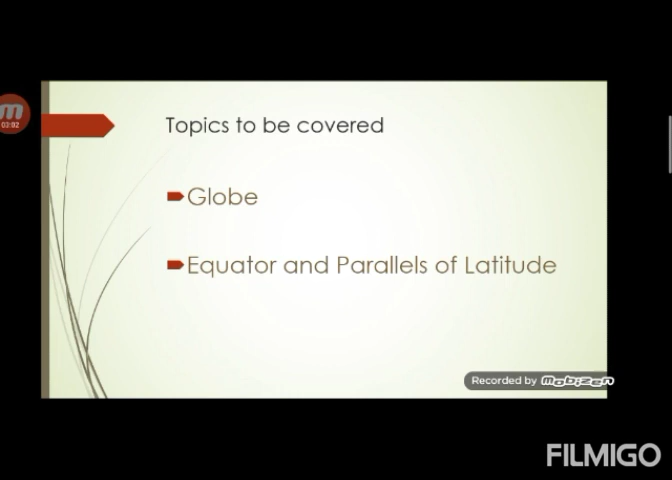 Topics to be covered
Globe
Equator and Parallels of Latitude
03:02
Recorded by mobizen
FILMIGO